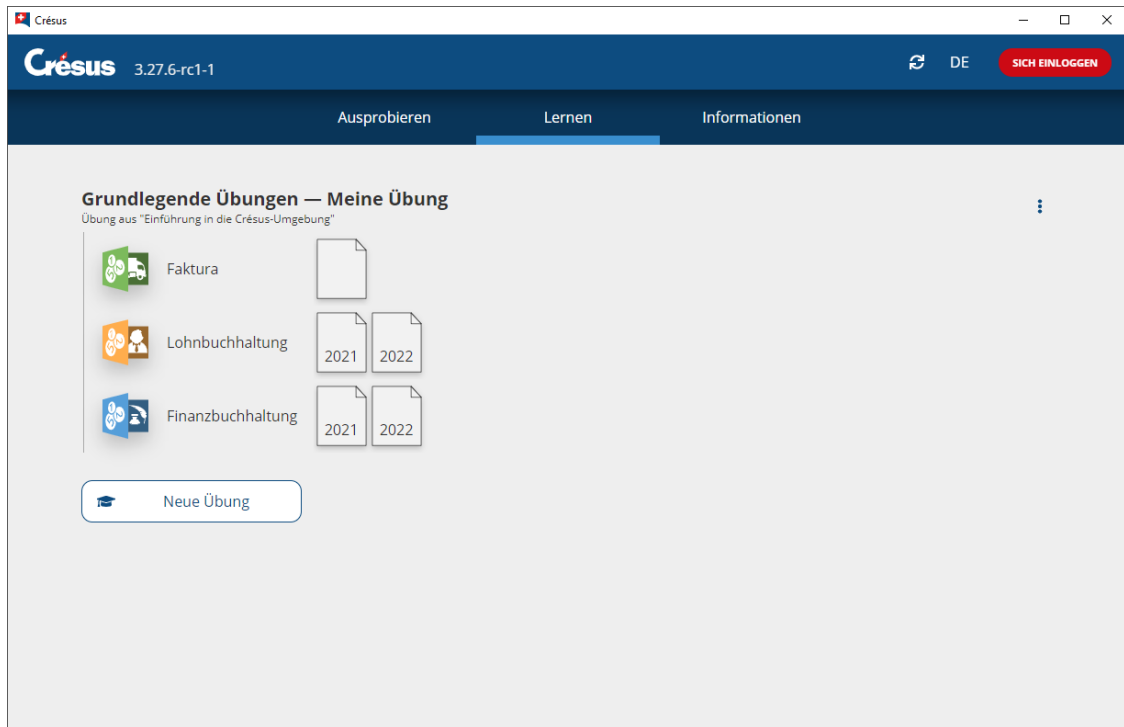 Crésus
Crésus 3.27.6-rc1-1 DE SICH EINLOGGEN
Ausprobieren Lernen Informationen
Grundlegende Übungen — Meine Übung
Übung aus "Einführung in die Crésus-Umgebung"
Faktura
Lohnbuchhaltung 2021 2022
Finanzbuchhaltung 2021 2022
Neue Übung